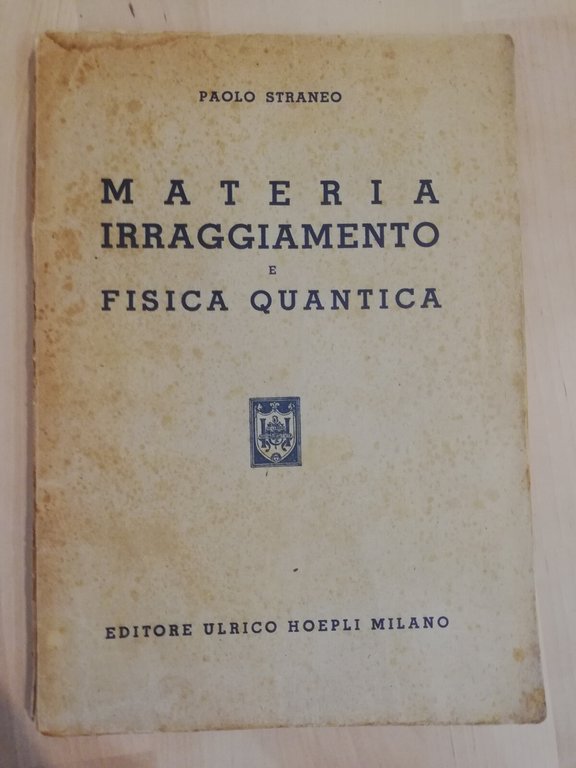 PAOLO STRANEO
MATERIA
IRRAGGIAMENTO
E
FISICA QUANTICA
EDITORE ULRICO HOEPLI MILANO